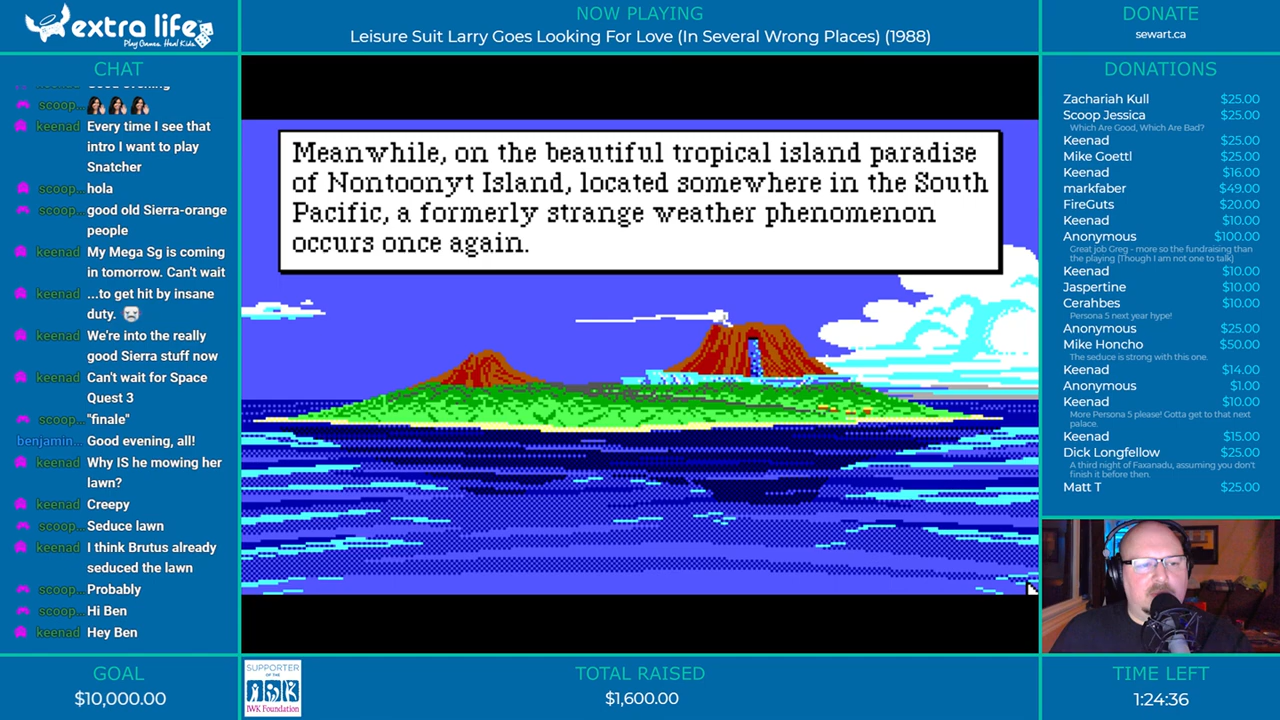 extra life
Play Games. Heal Kids.
NOW PLAYING
Leisure Suit Larry Goes Looking For Love (In Several Wrong Places) (1988)
DONATE
sewart.ca
CHAT
scoop...
keenad Every time I see that
intro I want to play
Snatcher
scoop... hola
scoop... good old Sierra-orange
people
keenad My Mega Sg is coming
in tomorrow. Can't wait
keenad ...to get hit by insane
duty.
keenad We're into the really
good Sierra stuff now
keenad Can't wait for Space
Quest 3
scoop... "finale"
benjamin... Good evening, all!
keenad Why IS he mowing her
lawn?
keenad Creepy
scoop... Seduce lawn
keenad I think Brutus already
seduced the lawn
scoop... Probably
scoop... Hi Ben
keenad Hey Ben
Meanwhile, on the beautiful tropical island paradise
of Nontoonyt Island, located somewhere in the South
Pacific, a formerly strange weather phenomenon
occurs once again.
DONATIONS
Zachariah Kull $25.00
Scoop Jessica $25.00
Which Are Good, Which Are Bad?
Keenad $25.00
Mike Goettl $25.00
Keenad $16.00
markfaber $49.00
FireGuts $20.00
Keenad $10.00
Anonymous $100.00
Great job Greg - more so the fundraising than
the playing (Though I am not one to talk)
Keenad $10.00
Jaspertine $10.00
Cerahbes $10.00
Persona 5 next year hype!
Anonymous $25.00
Mike Honcho $50.00
The seduce is strong with this one.
Keenad $14.00
Anonymous $1.00
Keenad $10.00
More Persona 5 please! Gotta get to that next
palace.
Keenad $15.00
Dick Longfellow $25.00
A third night of Faxanadu, assuming you don't
finish it before then.
Matt T $25.00
GOAL
$10,000.00
SUPPORTER
OF THE
IWK Foundation
TOTAL RAISED
$1,600.00
TIME LEFT
1:24:36